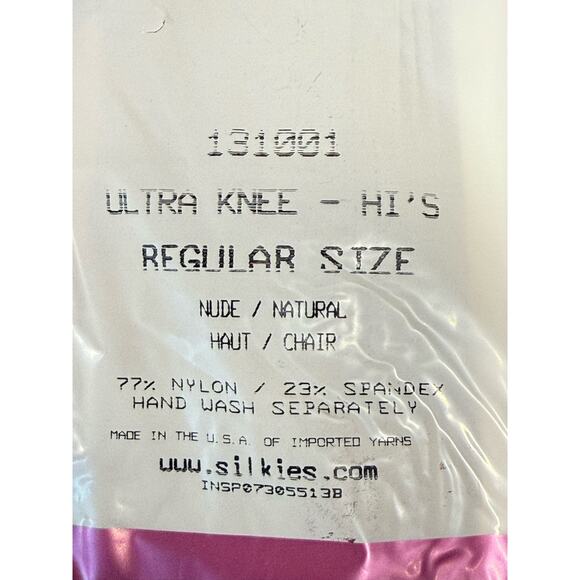 131001
ULTRA KNEE - HI'S
REGULAR SIZE
NUDE / NATURAL
HAUT / CHAIR
77% NYLON / 23% SPANDEX
HAND WASH SEPARATELY
MADE IN THE U.S.A. OF IMPORTED YARNS
www.silkies.com
INSP07305513B